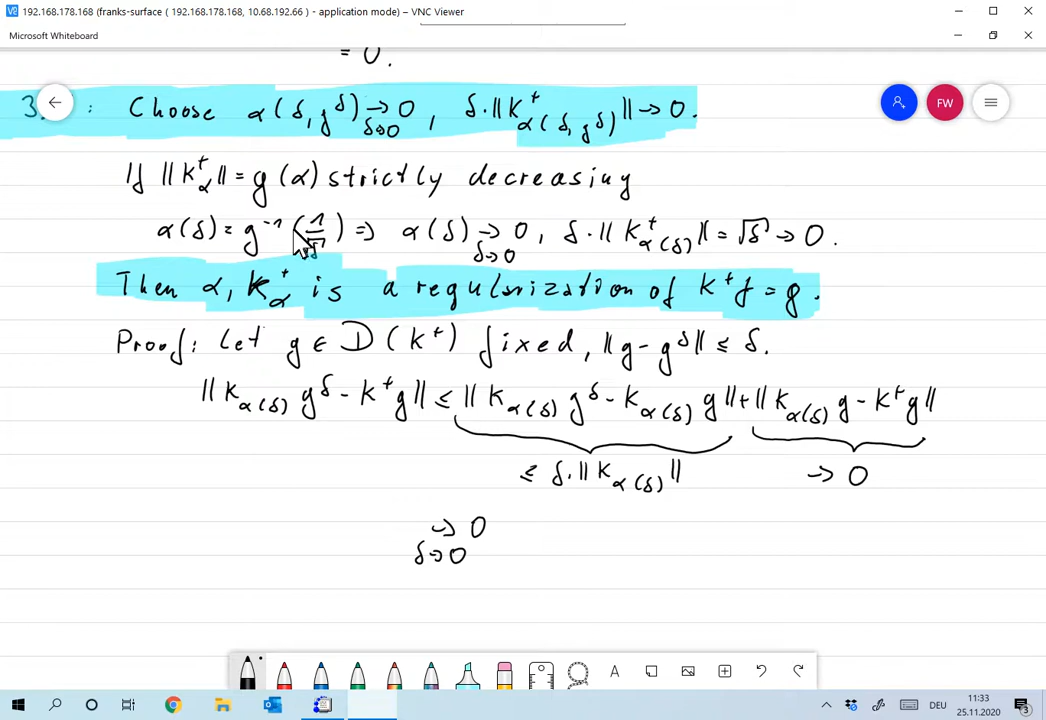 192.168.178.168 (franks-surface ( 192.168.178.168, 10.68.192.66 ) - application mode) – VNC Viewer
Microsoft Whiteboard
= 0.
FW
3. : Choose α(δ, g^δ) →_{δ→0} 0, δ·‖K^+_{α(δ, g^δ)}‖ → 0.
If ‖K^+_α‖ = g(α) strictly decreasing
α(δ) = g^{-1}(1/√δ) ⇒ α(δ) →_{δ→0} 0, δ·‖K^+_{α(δ)}‖ = √δ → 0.
Then α, K^+_α is a regularization of K^+f = g.
Proof: Let g ∈ D(K^+) fixed, ‖g - g^δ‖ ≤ δ.
‖K_{α(δ)} g^δ - K^+g‖ ≤ ‖K_{α(δ)} g^δ - K_{α(δ)} g‖ + ‖K_{α(δ)} g - K^+g‖
≤ δ·‖K_{α(δ)}‖ → 0
→_{δ→0} 0
A
DEU
11:33
25.11.2020
3